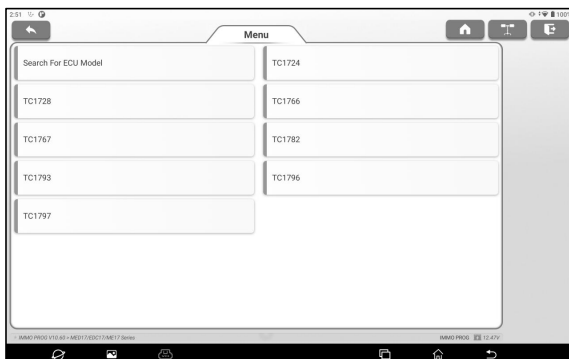 2:51
100%
Menu
Search For ECU Model
TC1724
TC1728
TC1766
TC1767
TC1782
TC1793
TC1796
TC1797
IMMO PROG V10.60 > MED17/EDC17/ME17 Series
IMMO PROG
12.47V